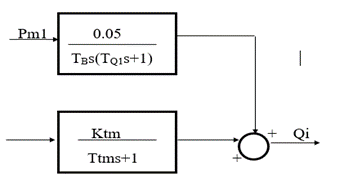 Pm1
0.05
TBs(TQ1s+1)
+
Qi
Ktm
Ttms+1
+